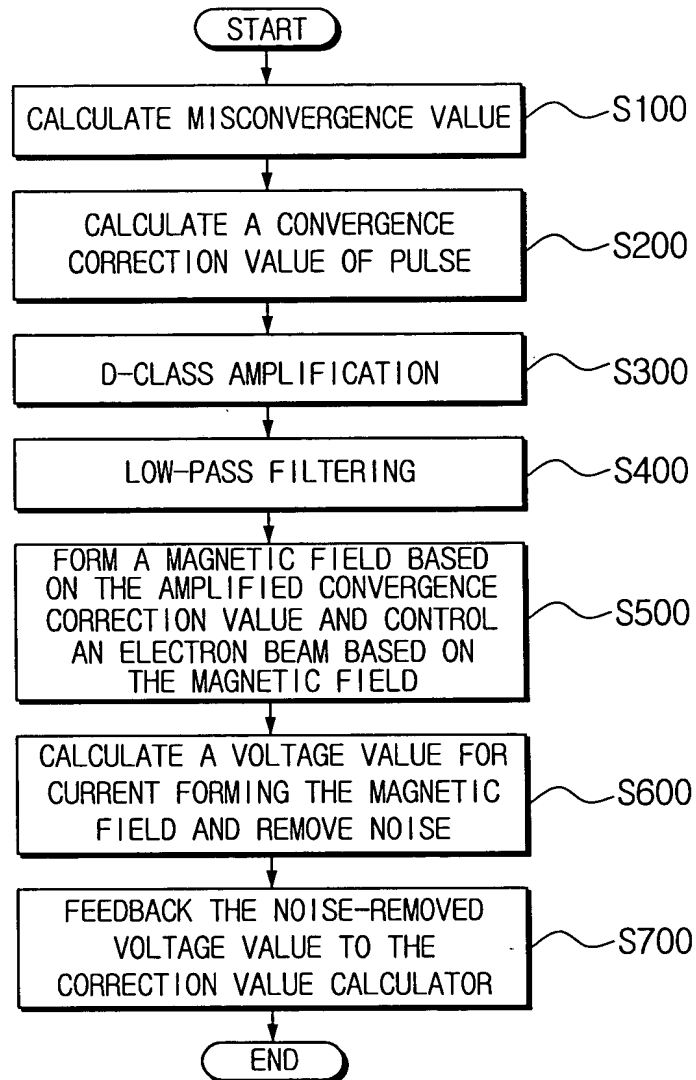 START
CALCULATE MISCONVERGENCE VALUE
S100
CALCULATE A CONVERGENCE
CORRECTION VALUE OF PULSE
S200
D-CLASS AMPLIFICATION
S300
LOW-PASS FILTERING
S400
FORM A MAGNETIC FIELD BASED
ON THE AMPLIFIED CONVERGENCE
CORRECTION VALUE AND CONTROL
AN ELECTRON BEAM BASED ON
THE MAGNETIC FIELD
S500
CALCULATE A VOLTAGE VALUE FOR
CURRENT FORMING THE MAGNETIC
FIELD AND REMOVE NOISE
S600
FEEDBACK THE NOISE-REMOVED
VOLTAGE VALUE TO THE
CORRECTION VALUE CALCULATOR
S700
END